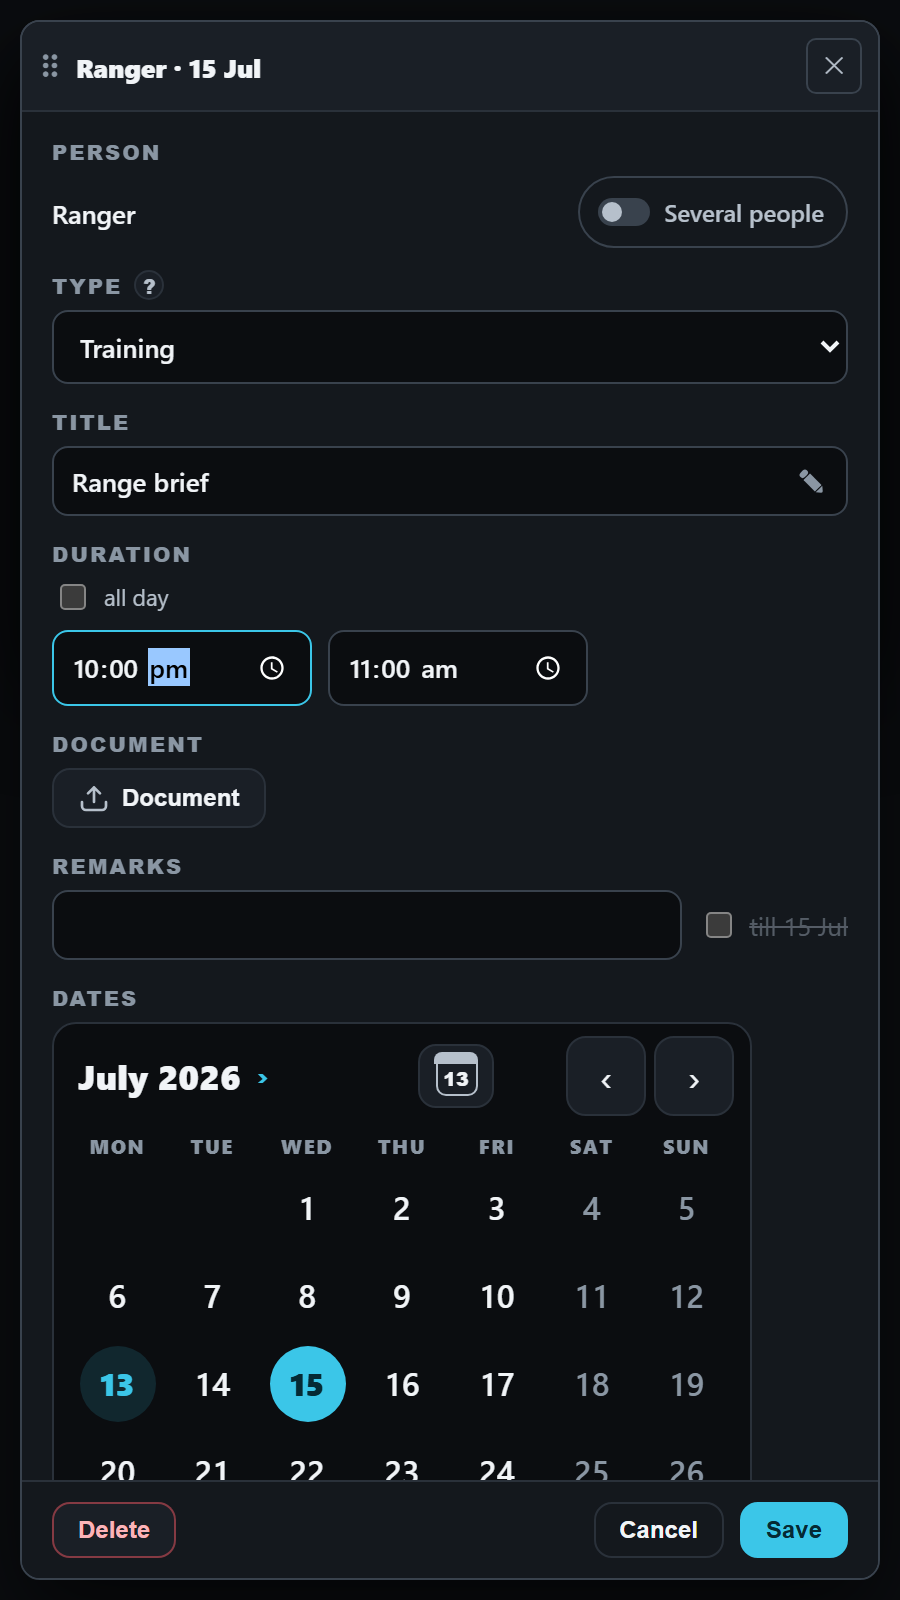 Ranger · 15 Jul
PERSON
Ranger
Several people
TYPE ?
Training
TITLE
Range brief
DURATION
all day
10:00 pm
11:00 am
DOCUMENT
Document
REMARKS
till 15 Jul
DATES
July 2026 ›
13
‹ ›
MON TUE WED THU FRI SAT SUN
1 2 3 4 5
6 7 8 9 10 11 12
13 14 15 16 17 18 19
20 21 22 23 24 25 26
Delete
Cancel
Save